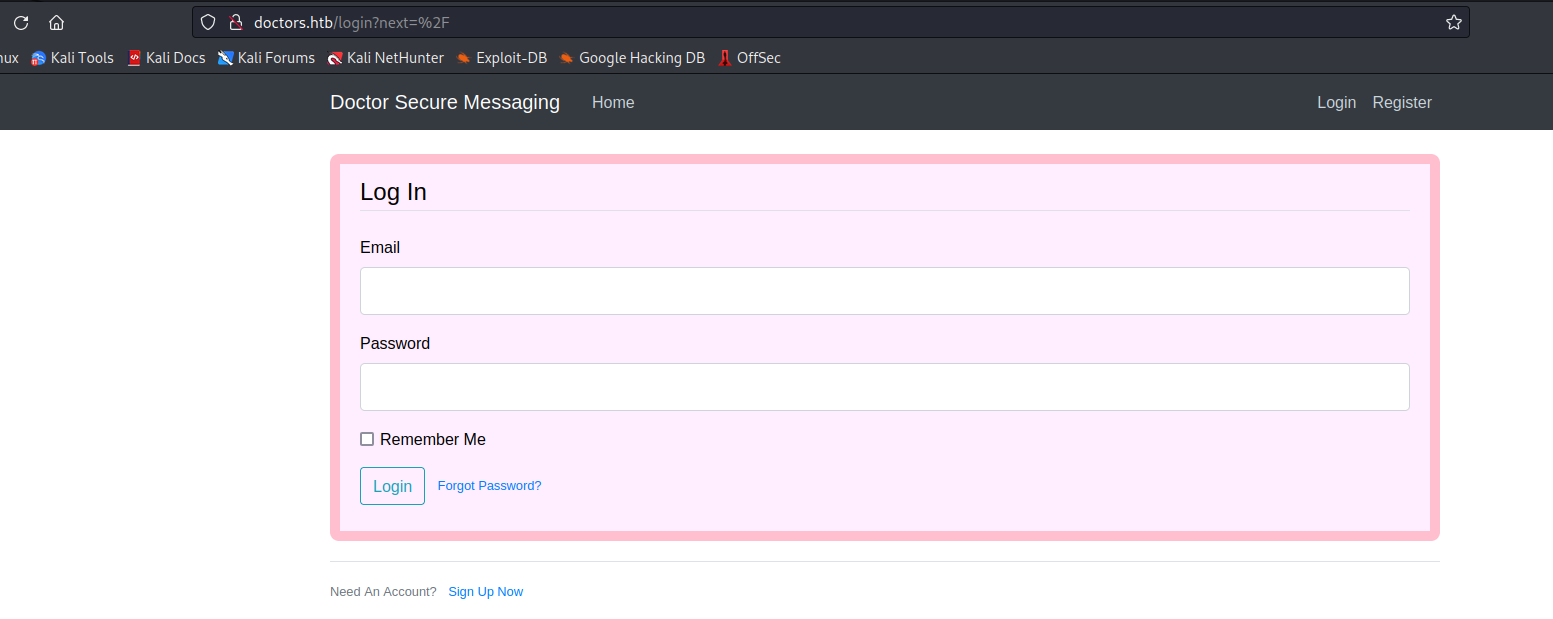 doctors.htb/login?next=%2F
nux Kali Tools Kali Docs Kali Forums Kali NetHunter Exploit-DB Google Hacking DB OffSec
Doctor Secure Messaging Home Login Register
Log In
Email
Password
Remember Me
Login Forgot Password?
Need An Account? Sign Up Now